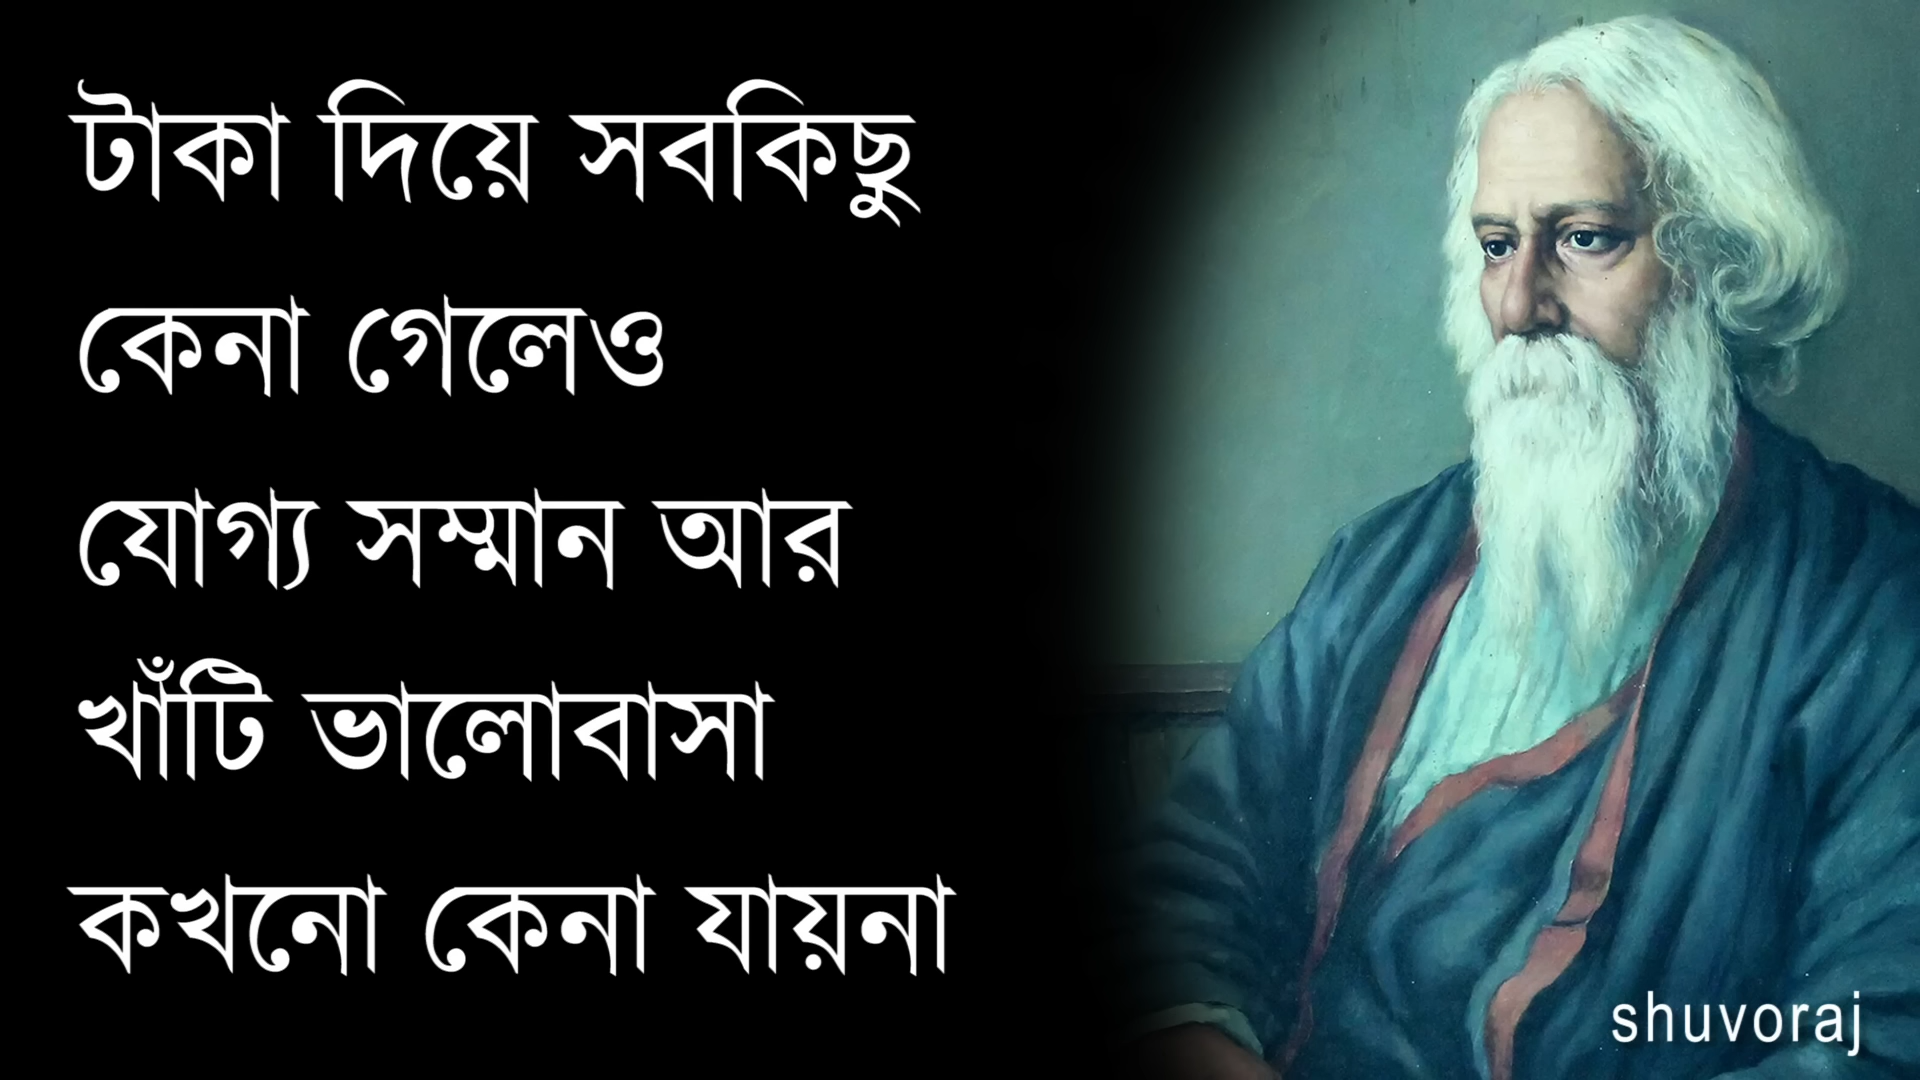 টাকা দিয়ে সবকিছু
কেনা গেলেও
যোগ্য সম্মান আর
খাঁটি ভালোবাসা
কখনো কেনা যায়না
shuvoraj